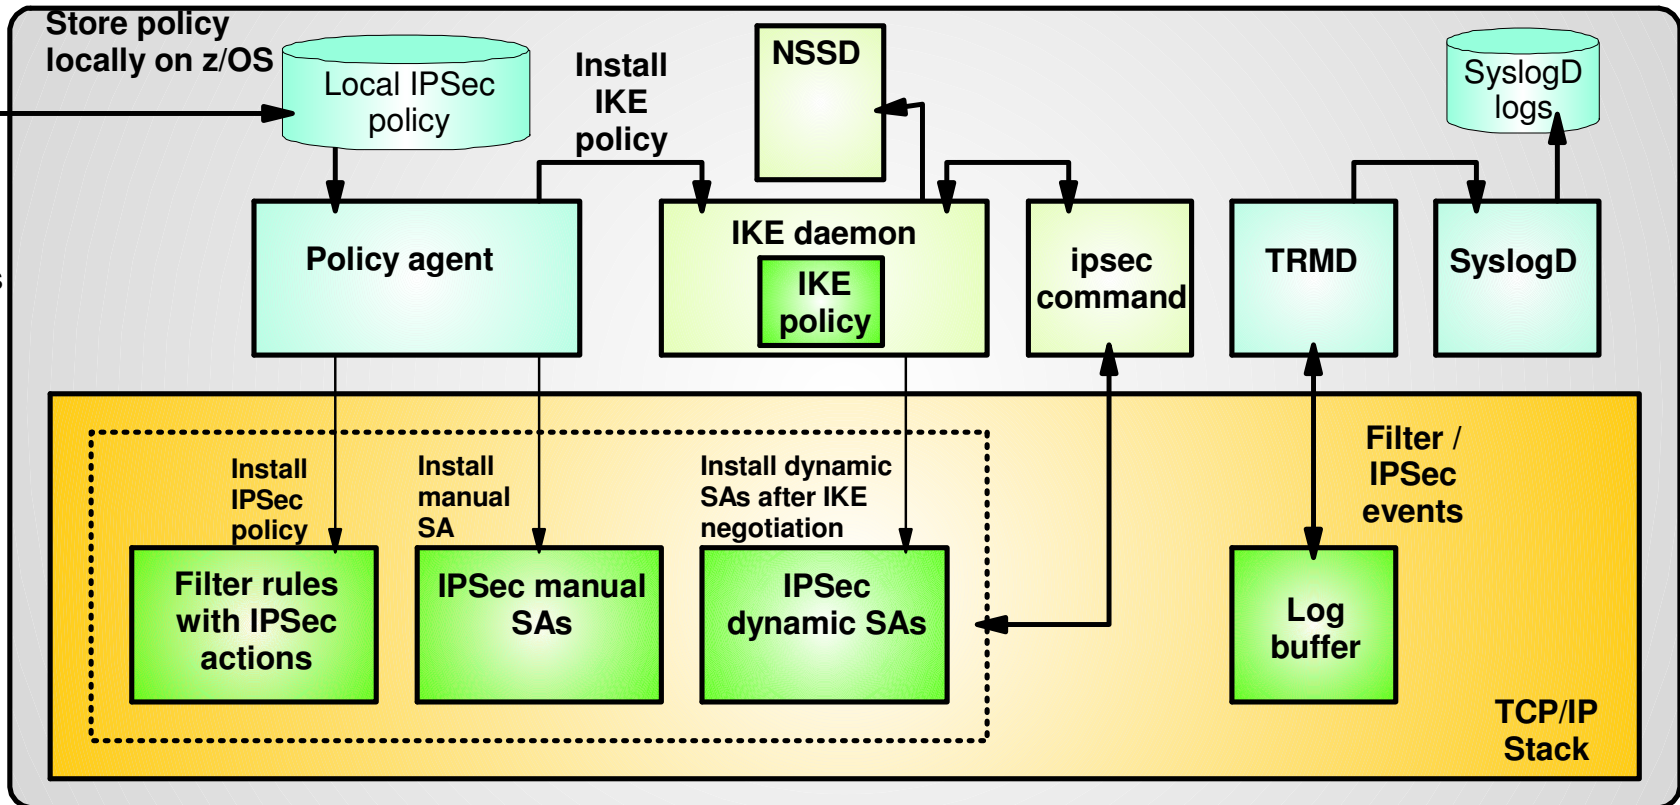 Store policy
locally on z/OS
Local IPSec
policy
Install
IKE
policy
NSSD
SyslogD
logs
s
Policy agent
IKE daemon
IKE
policy
ipsec
command
TRMD
SyslogD
Install
IPSec
policy
Install
manual
SA
Install dynamic
SAs after IKE
negotiation
Filter /
IPSec
events
Filter rules
with IPSec
actions
IPSec manual
SAs
IPSec
dynamic SAs
Log
buffer
TCP/IP
Stack